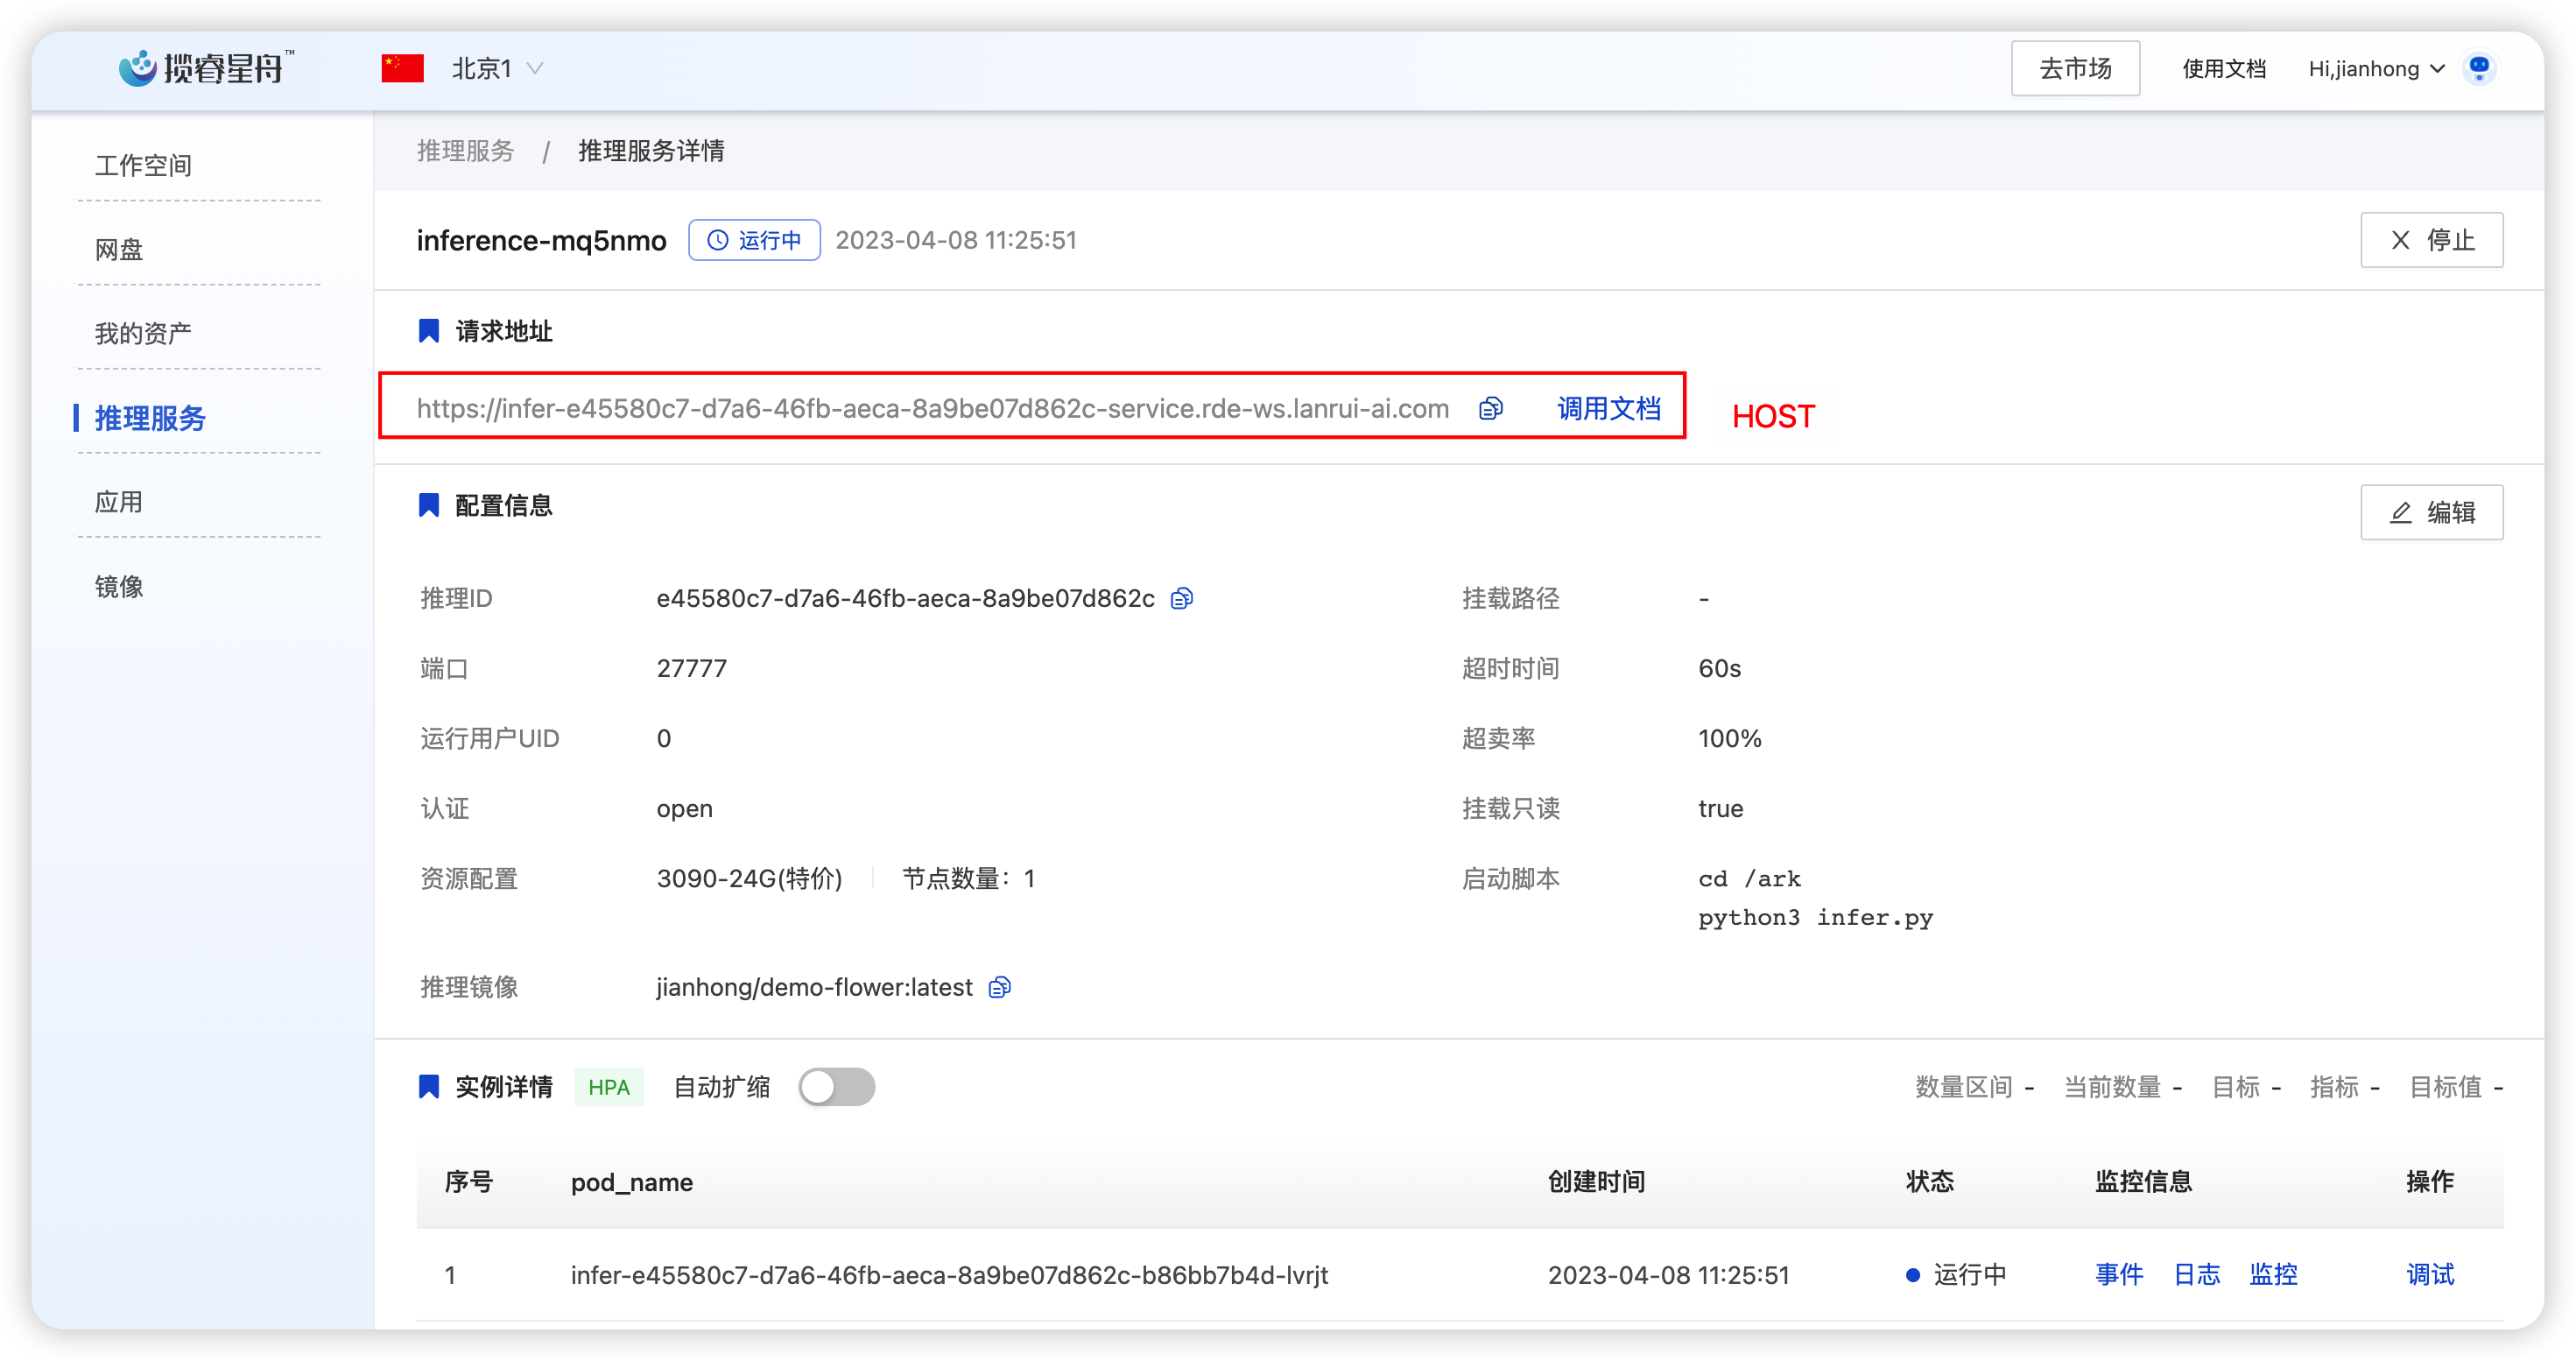 揽睿星舟™ 北京1 去市场 使用文档 Hi,jianhong
工作空间
网盘
我的资产
推理服务
应用
镜像
推理服务 / 推理服务详情
inference-mq5nmo 运行中 2023-04-08 11:25:51 停止
请求地址
https://infer-e45580c7-d7a6-46fb-aeca-8a9be07d862c-service.rde-ws.lanrui-ai.com 调用文档 HOST
配置信息 编辑
推理ID e45580c7-d7a6-46fb-aeca-8a9be07d862c 挂载路径 -
端口 27777 超时时间 60s
运行用户UID 0 超卖率 100%
认证 open 挂载只读 true
资源配置 3090-24G(特价) 节点数量：1 启动脚本 cd /ark
python3 infer.py
推理镜像 jianhong/demo-flower:latest
实例详情 HPA 自动扩缩 数量区间 - 当前数量 - 目标 - 指标 - 目标值 -
序号 pod_name 创建时间 状态 监控信息 操作
1 infer-e45580c7-d7a6-46fb-aeca-8a9be07d862c-b86bb7b4d-lvrjt 2023-04-08 11:25:51 运行中 事件 日志 监控 调试